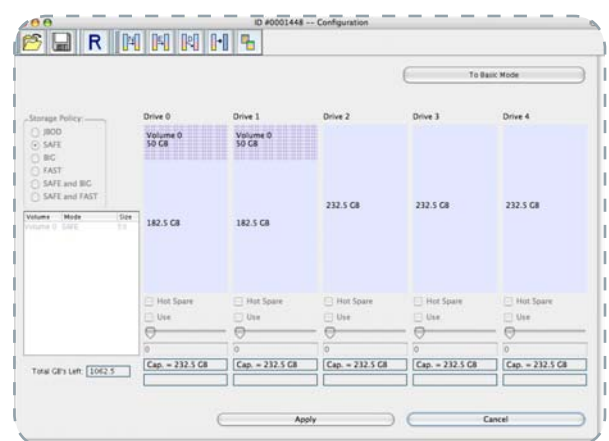 ID #0001448 -- Configuration
R
To Basic Mode
Storage Policy:
JBOD
SAFE
BIG
FAST
SAFE and BIG
SAFE and FAST
Volume Mode Size
Volume 0 SAFE 50
Total GB's Left: 1062.5
Drive 0 Drive 1 Drive 2 Drive 3 Drive 4
Volume 0 Volume 0
50 GB 50 GB
182.5 GB 182.5 GB 232.5 GB 232.5 GB 232.5 GB
Hot Spare Hot Spare Hot Spare Hot Spare Hot Spare
Use Use Use Use Use
0 0 0 0 0
Cap. = 232.5 GB Cap. = 232.5 GB Cap. = 232.5 GB Cap. = 232.5 GB Cap. = 232.5 GB
Apply Cancel